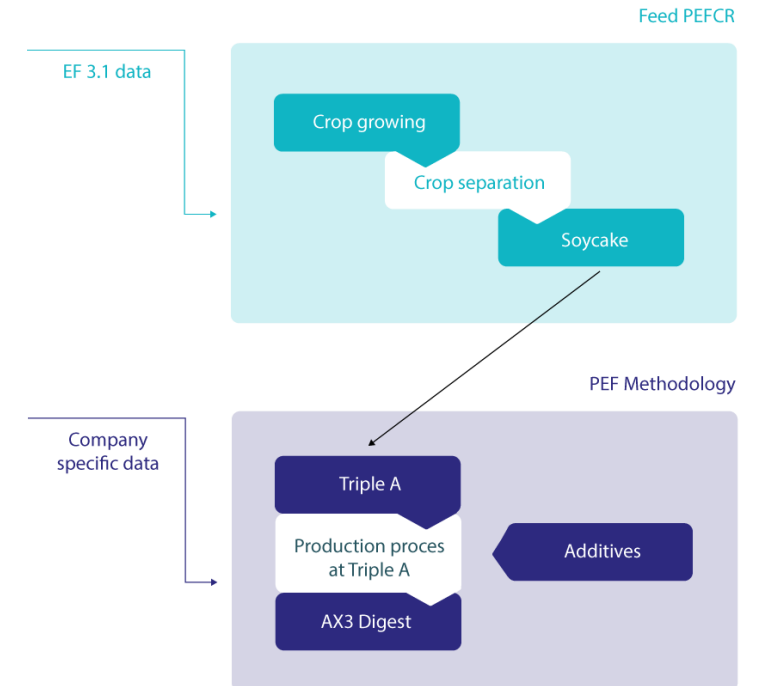 Feed PEFCR
EF 3.1 data
Crop growing
Crop separation
Soycake
PEF Methodology
Company
specific data
Triple A
Production proces
at Triple A
Additives
AX3 Digest